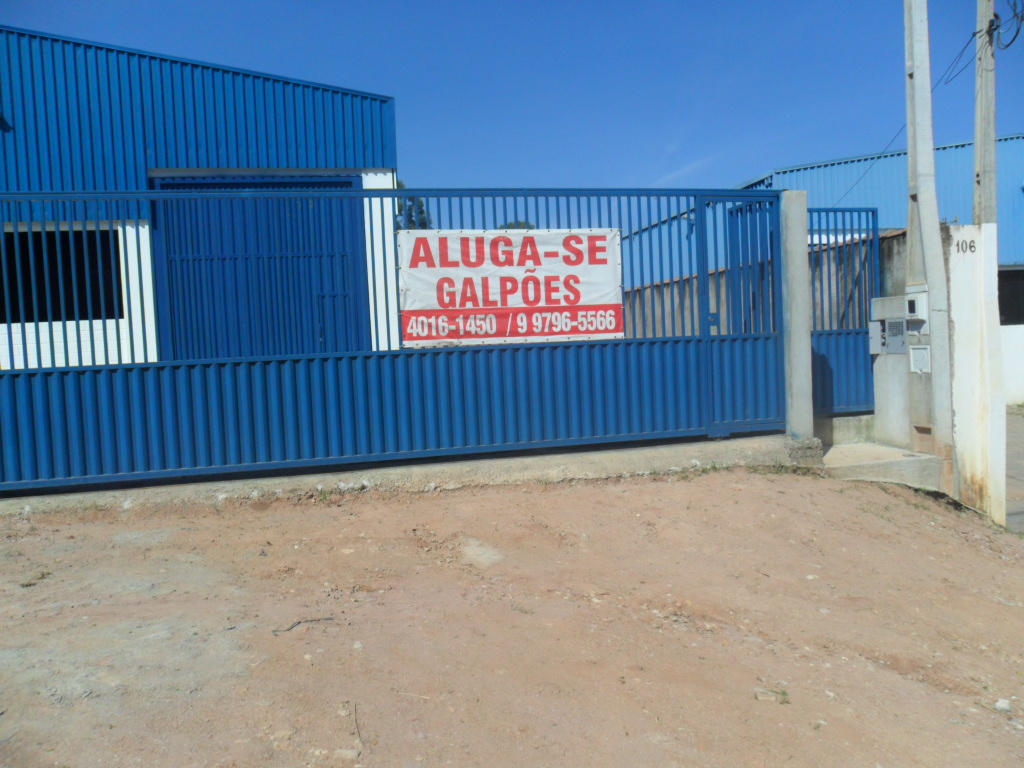 ALUGA-SE
GALPÕES
4016-1450 / 9 9796-5566
106